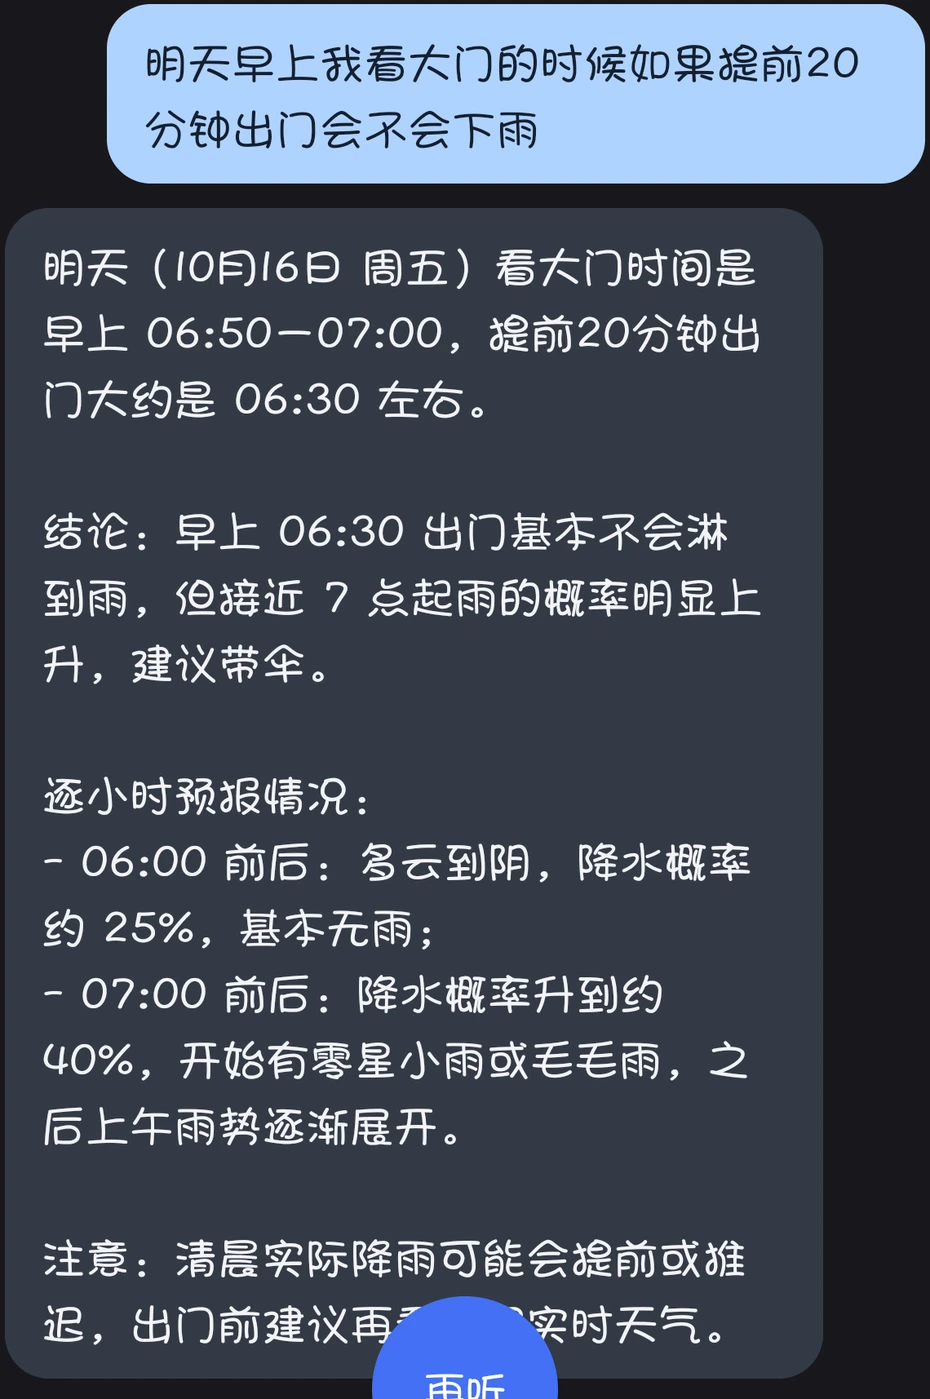 明天早上我看大门的时候如果提前20
分钟出门会不会下雨
明天（10月16日 周五）看大门时间是
早上 06:50—07:00，提前20分钟出
门大约是 06:30 左右。
结论：早上 06:30 出门基本不会淋
到雨，但接近 7 点起雨的概率明显上
升，建议带伞。
逐小时预报情况：
- 06:00 前后：多云到阴，降水概率
约 25%，基本无雨；
- 07:00 前后：降水概率升到约
40%，开始有零星小雨或毛毛雨，之
后上午雨势逐渐展开。
注意：清晨实际降雨可能会提前或推
迟，出门前建议再 实时天气。
再听